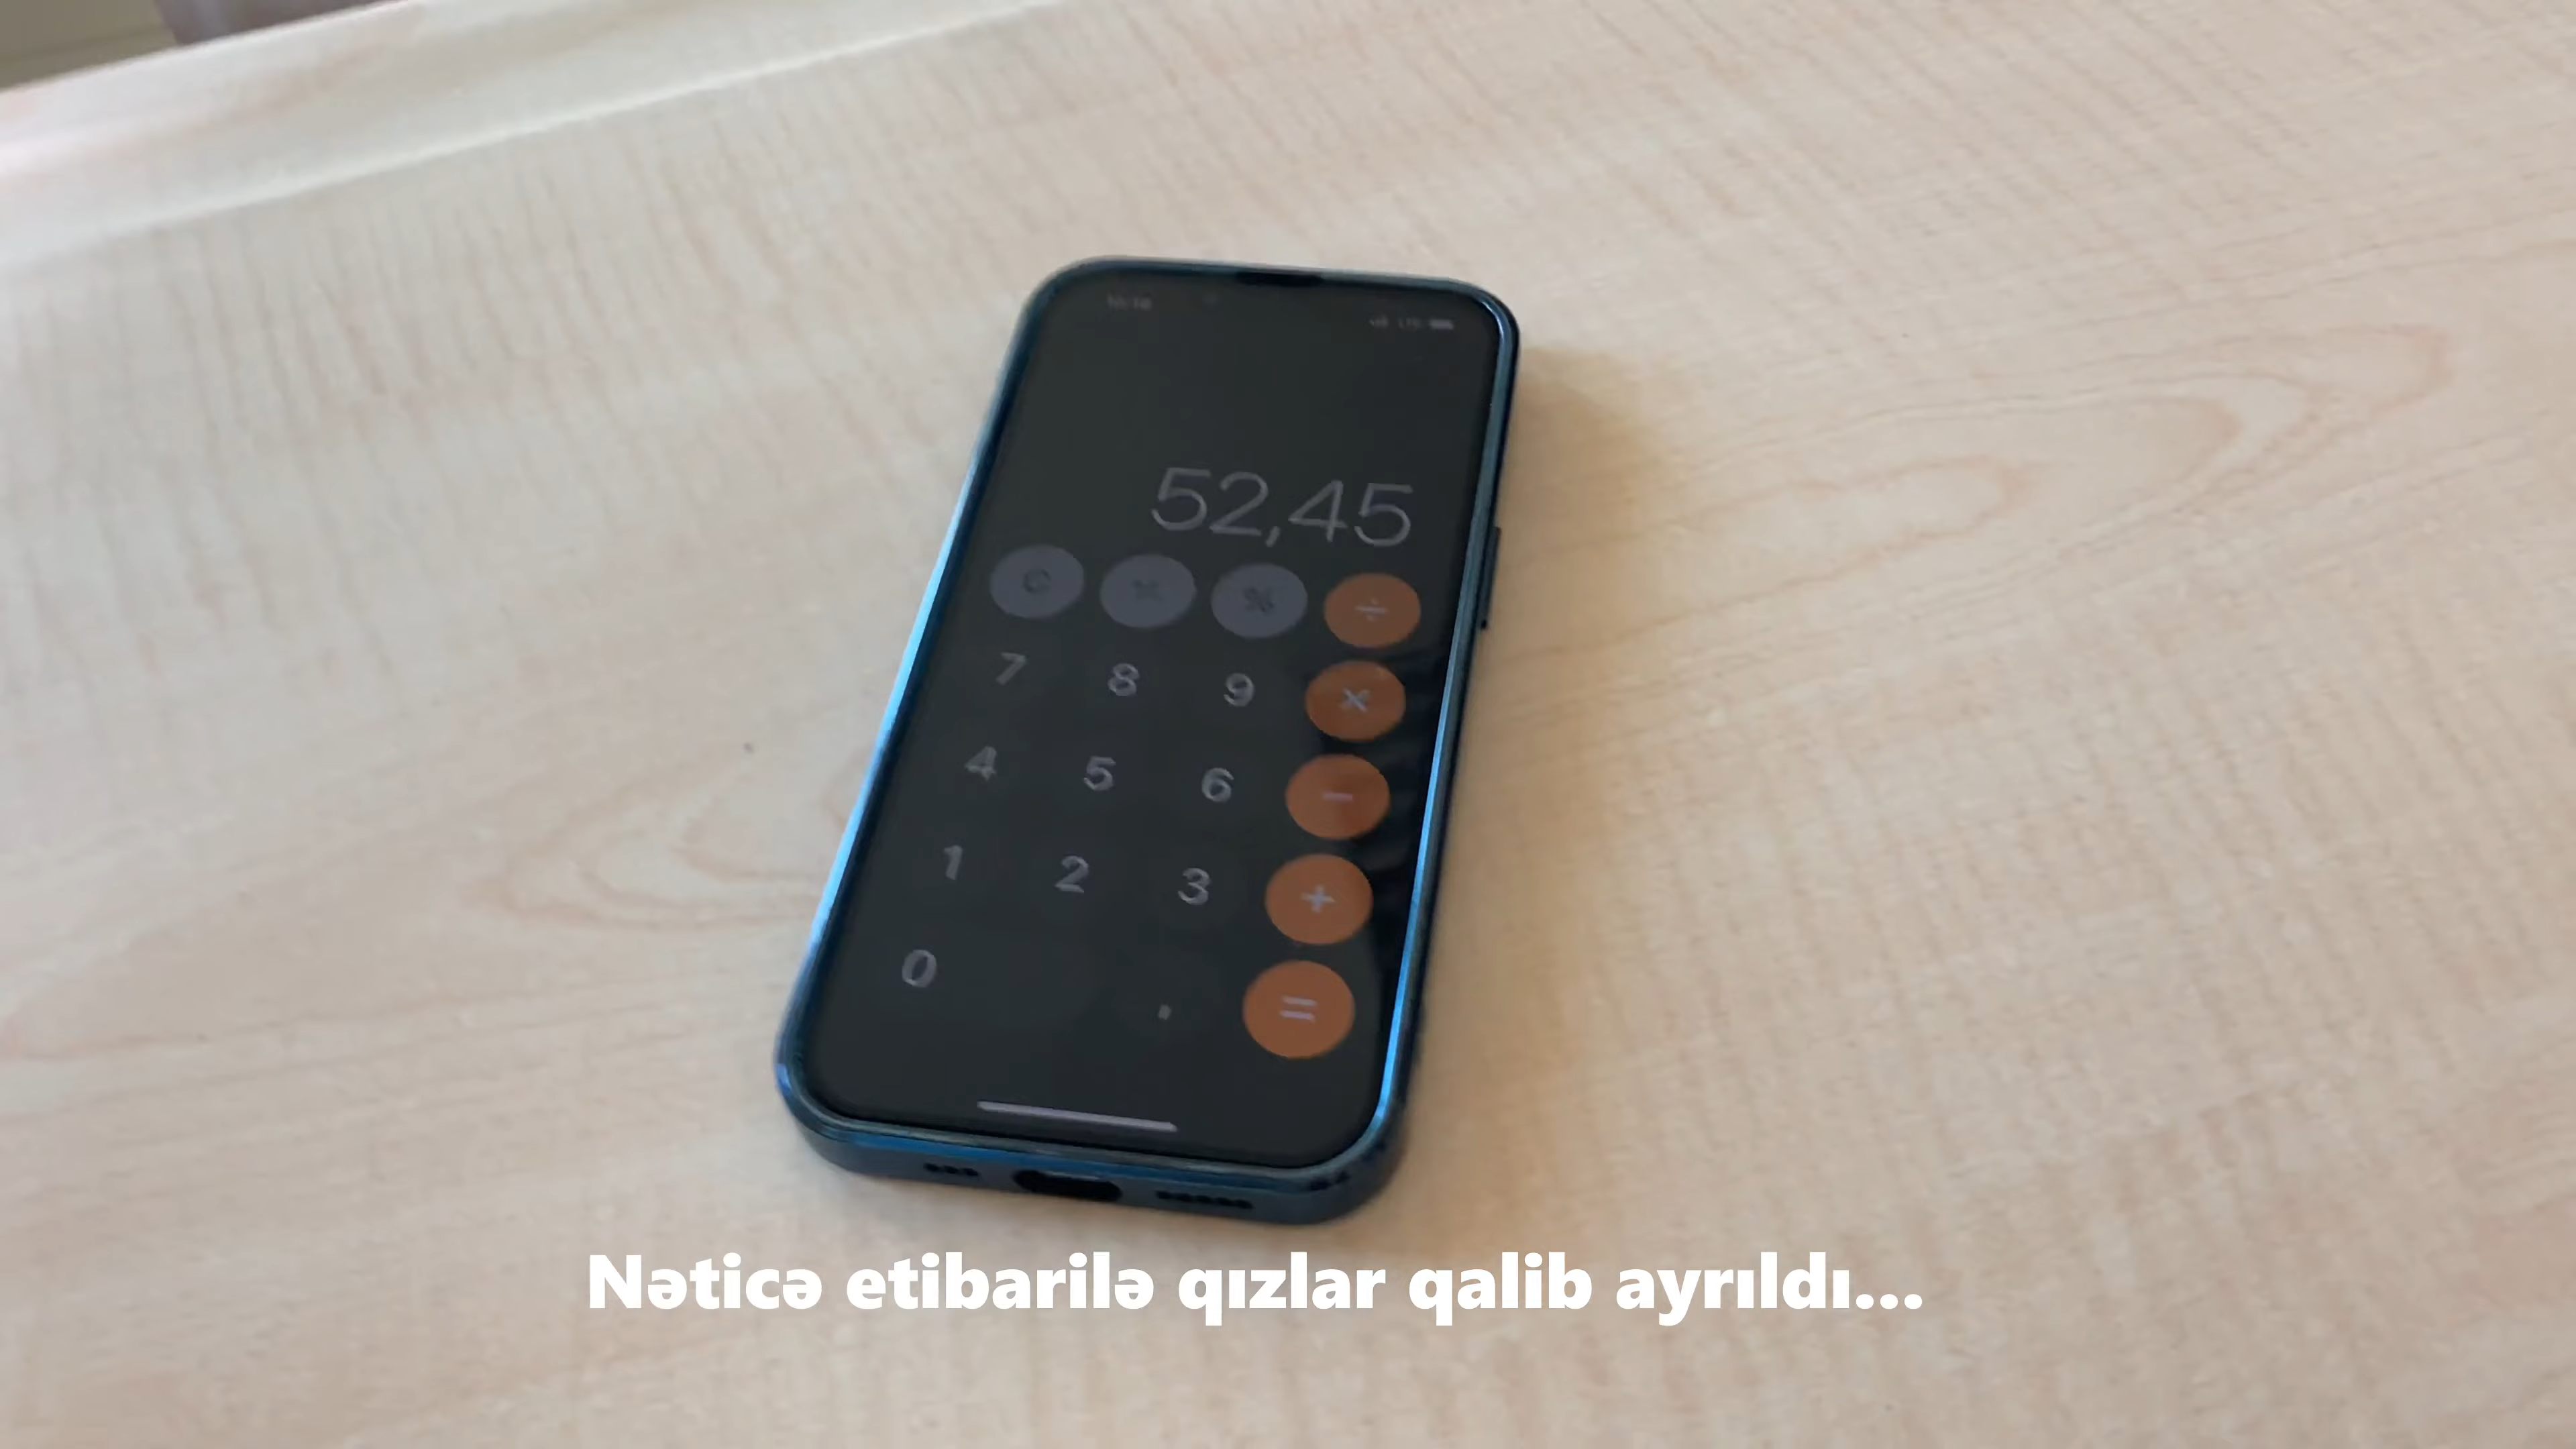 52,45
%
÷
7 8 9 ×
4 5 6 −
1 2 3 +
0 , =
Nəticə etibarilə qızlar qalib ayrıldı...